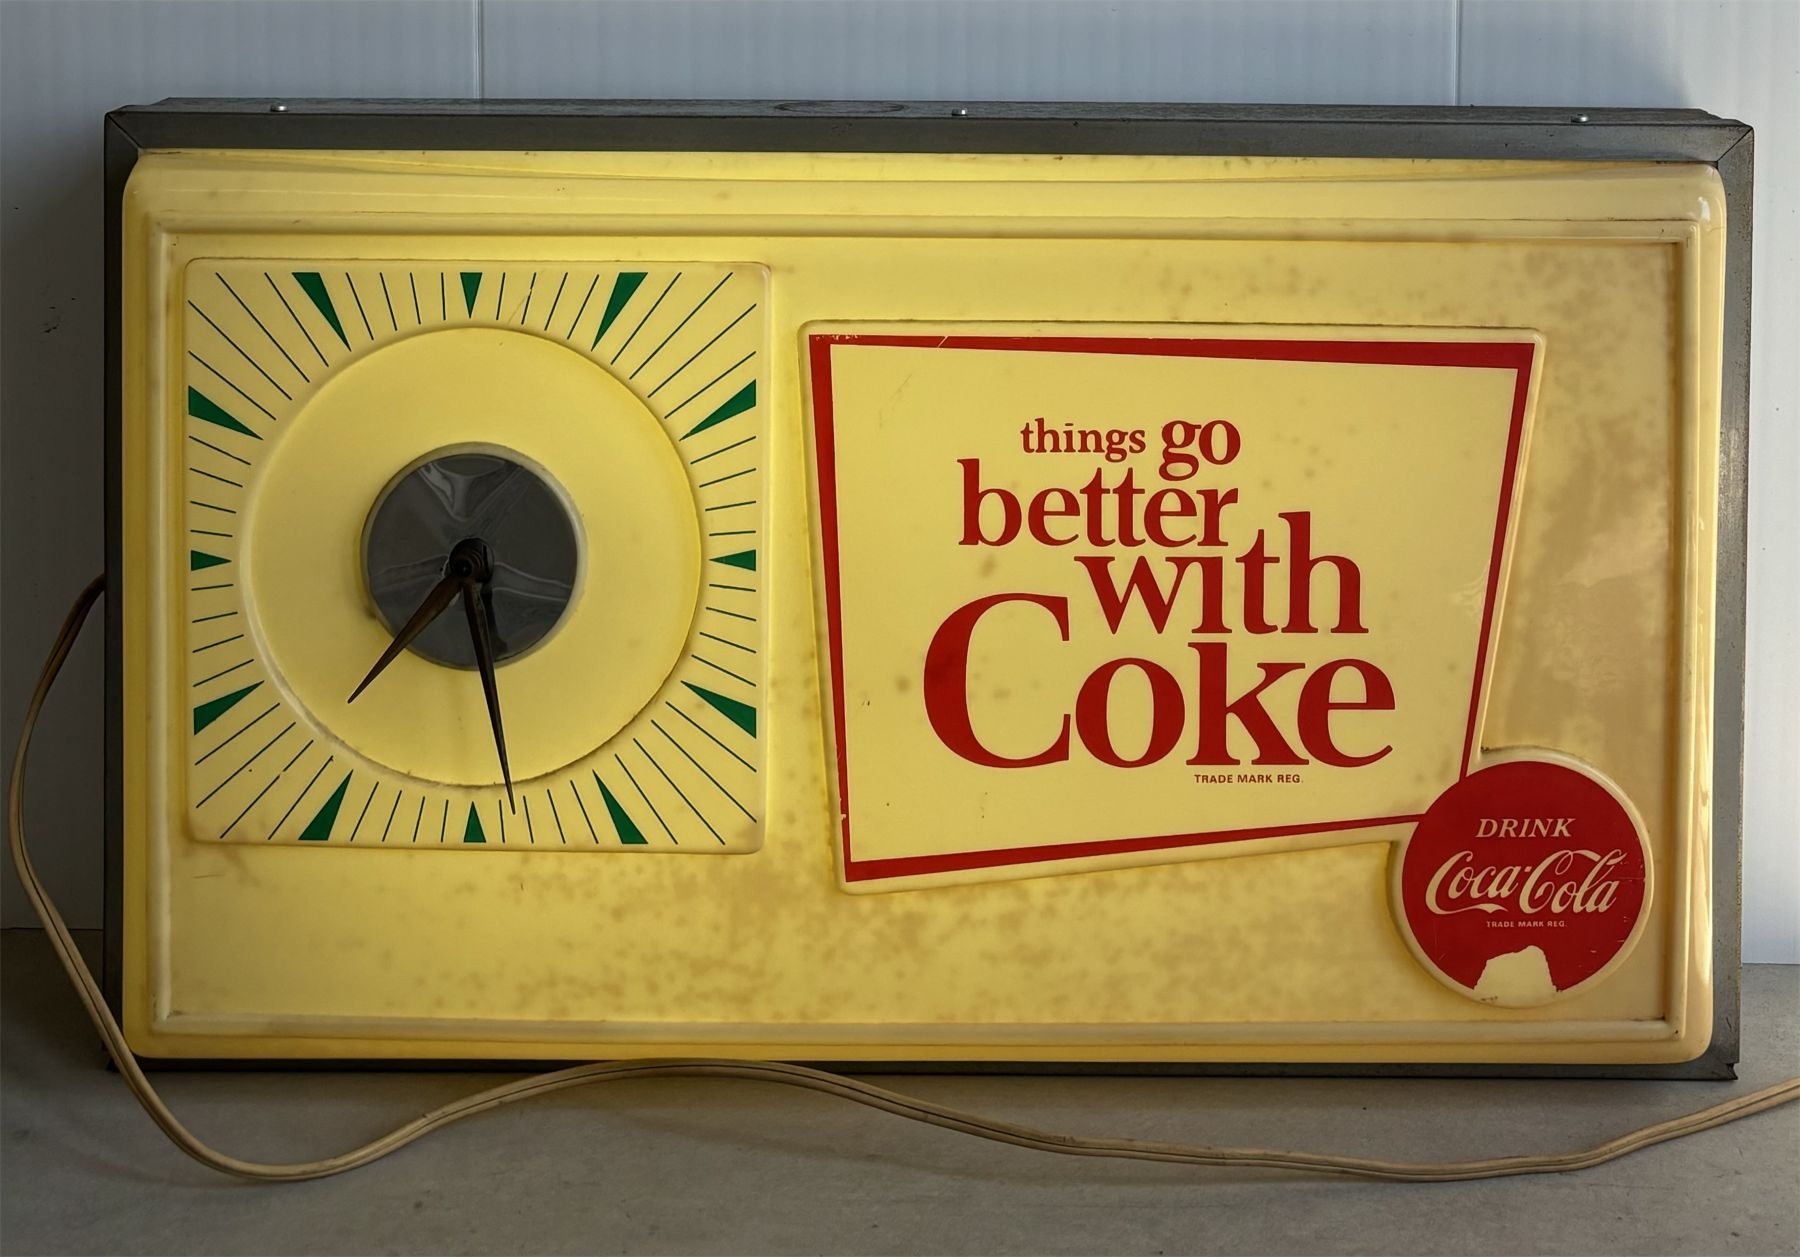 things go
better
with
Coke
TRADE MARK REG.
DRINK
Coca-Cola
TRADE MARK REG.